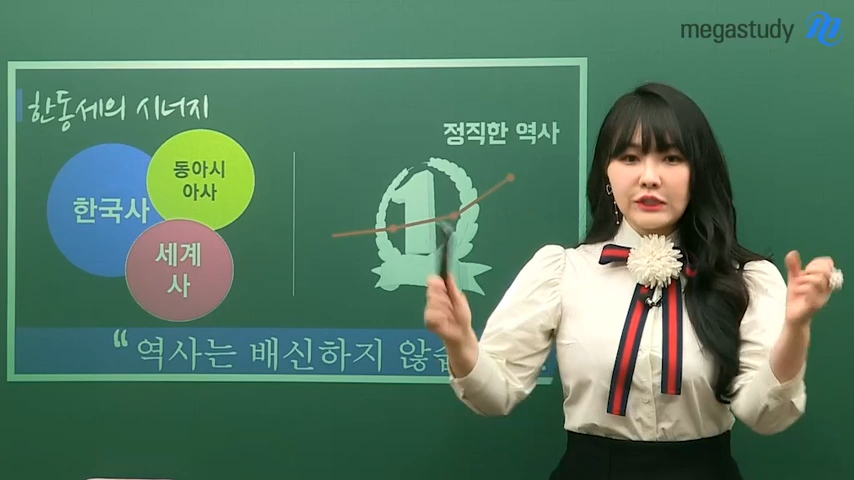 megastudy
한동세의 시너지
한국사
동아시
아사
세계
사
정직한 역사
1
“ 역사는 배신하지